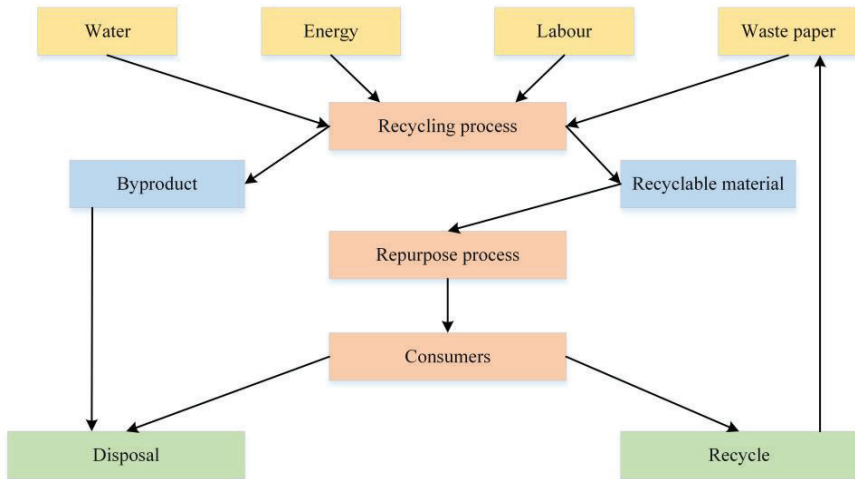 Water
Energy
Labour
Waste paper
Recycling process
Byproduct
Recyclable material
Repurpose process
Consumers
Disposal
Recycle